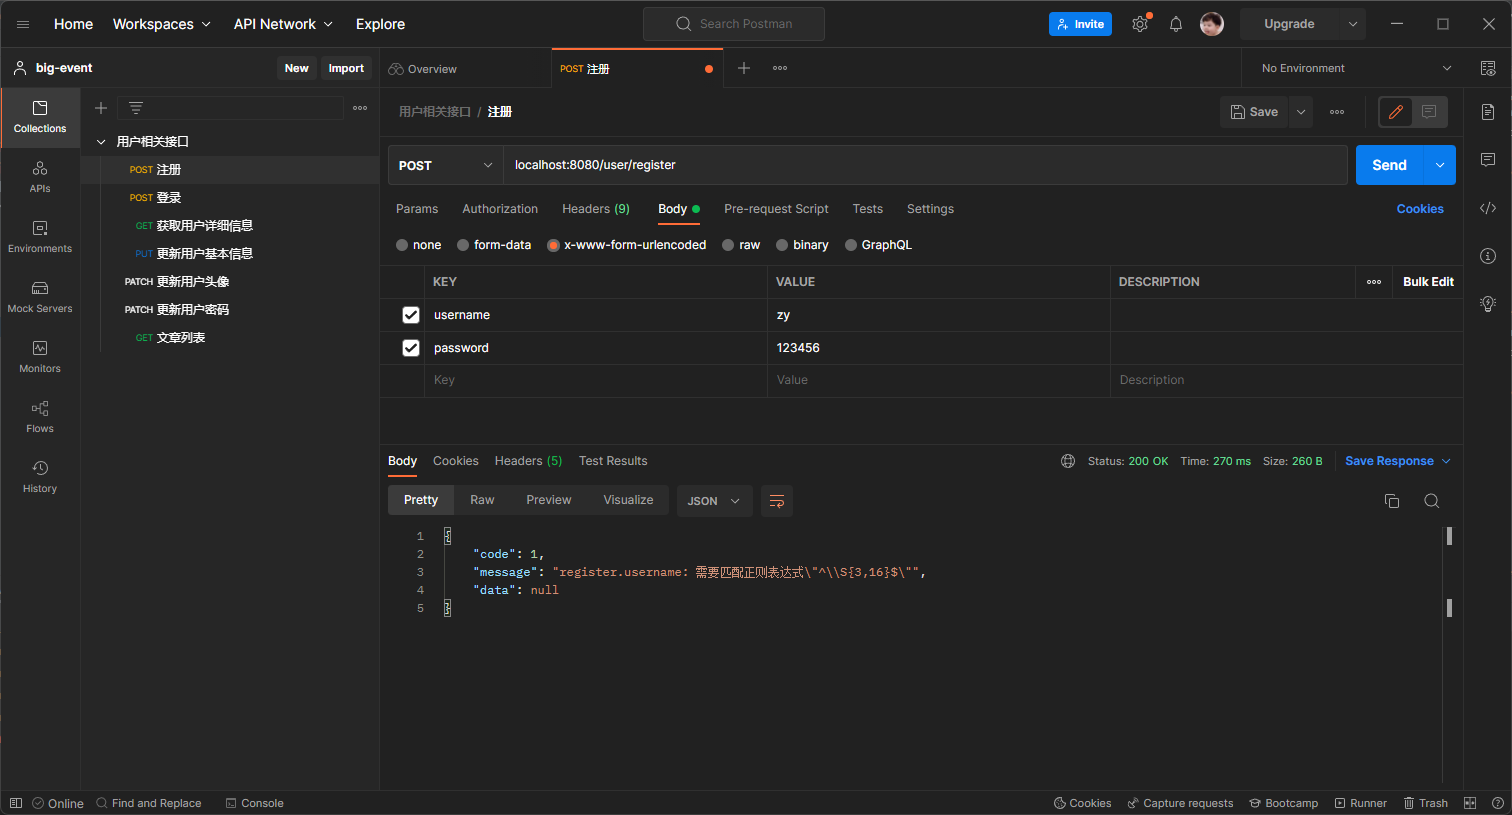 Home Workspaces API Network Explore Search Postman Invite Upgrade
big-event New Import Overview POST 注册 No Environment
Collections
APIs
Environments
Mock Servers
Monitors
Flows
History
用户相关接口
POST 注册
POST 登录
GET 获取用户详细信息
PUT 更新用户基本信息
PATCH 更新用户头像
PATCH 更新用户密码
GET 文章列表
用户相关接口 / 注册 Save
POST localhost:8080/user/register Send
Params Authorization Headers (9) Body Pre-request Script Tests Settings Cookies
none form-data x-www-form-urlencoded raw binary GraphQL
KEY VALUE DESCRIPTION Bulk Edit
username zy
password 123456
Key Value Description
Body Cookies Headers (5) Test Results Status: 200 OK Time: 270 ms Size: 260 B Save Response
Pretty Raw Preview Visualize JSON
1 {
2 "code": 1,
3 "message": "register.username: 需要匹配正则表达式\"^\\S{3,16}$\"",
4 "data": null
5 }
Online Find and Replace Console Cookies Capture requests Bootcamp Runner Trash